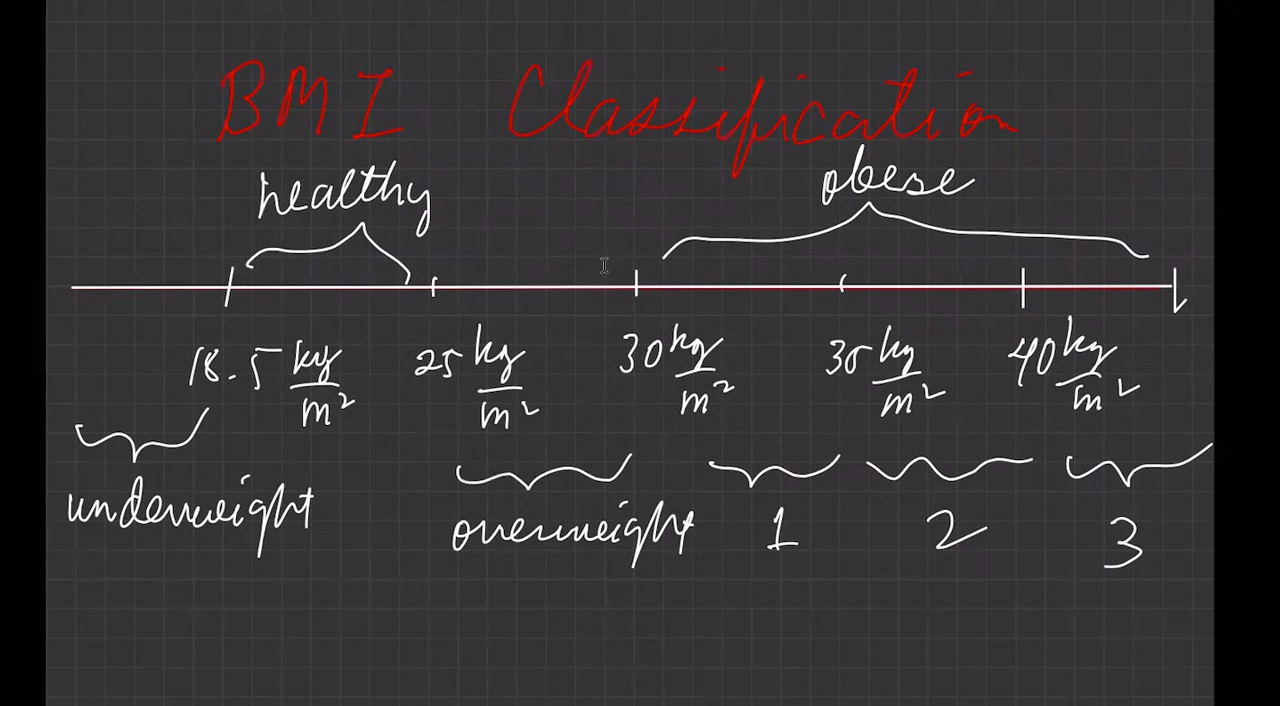 BMI Classification
healthy obese
18.5 kg/m² 25 kg/m² 30 kg/m² 35 kg/m² 40 kg/m²
underweight overweight 1 2 3